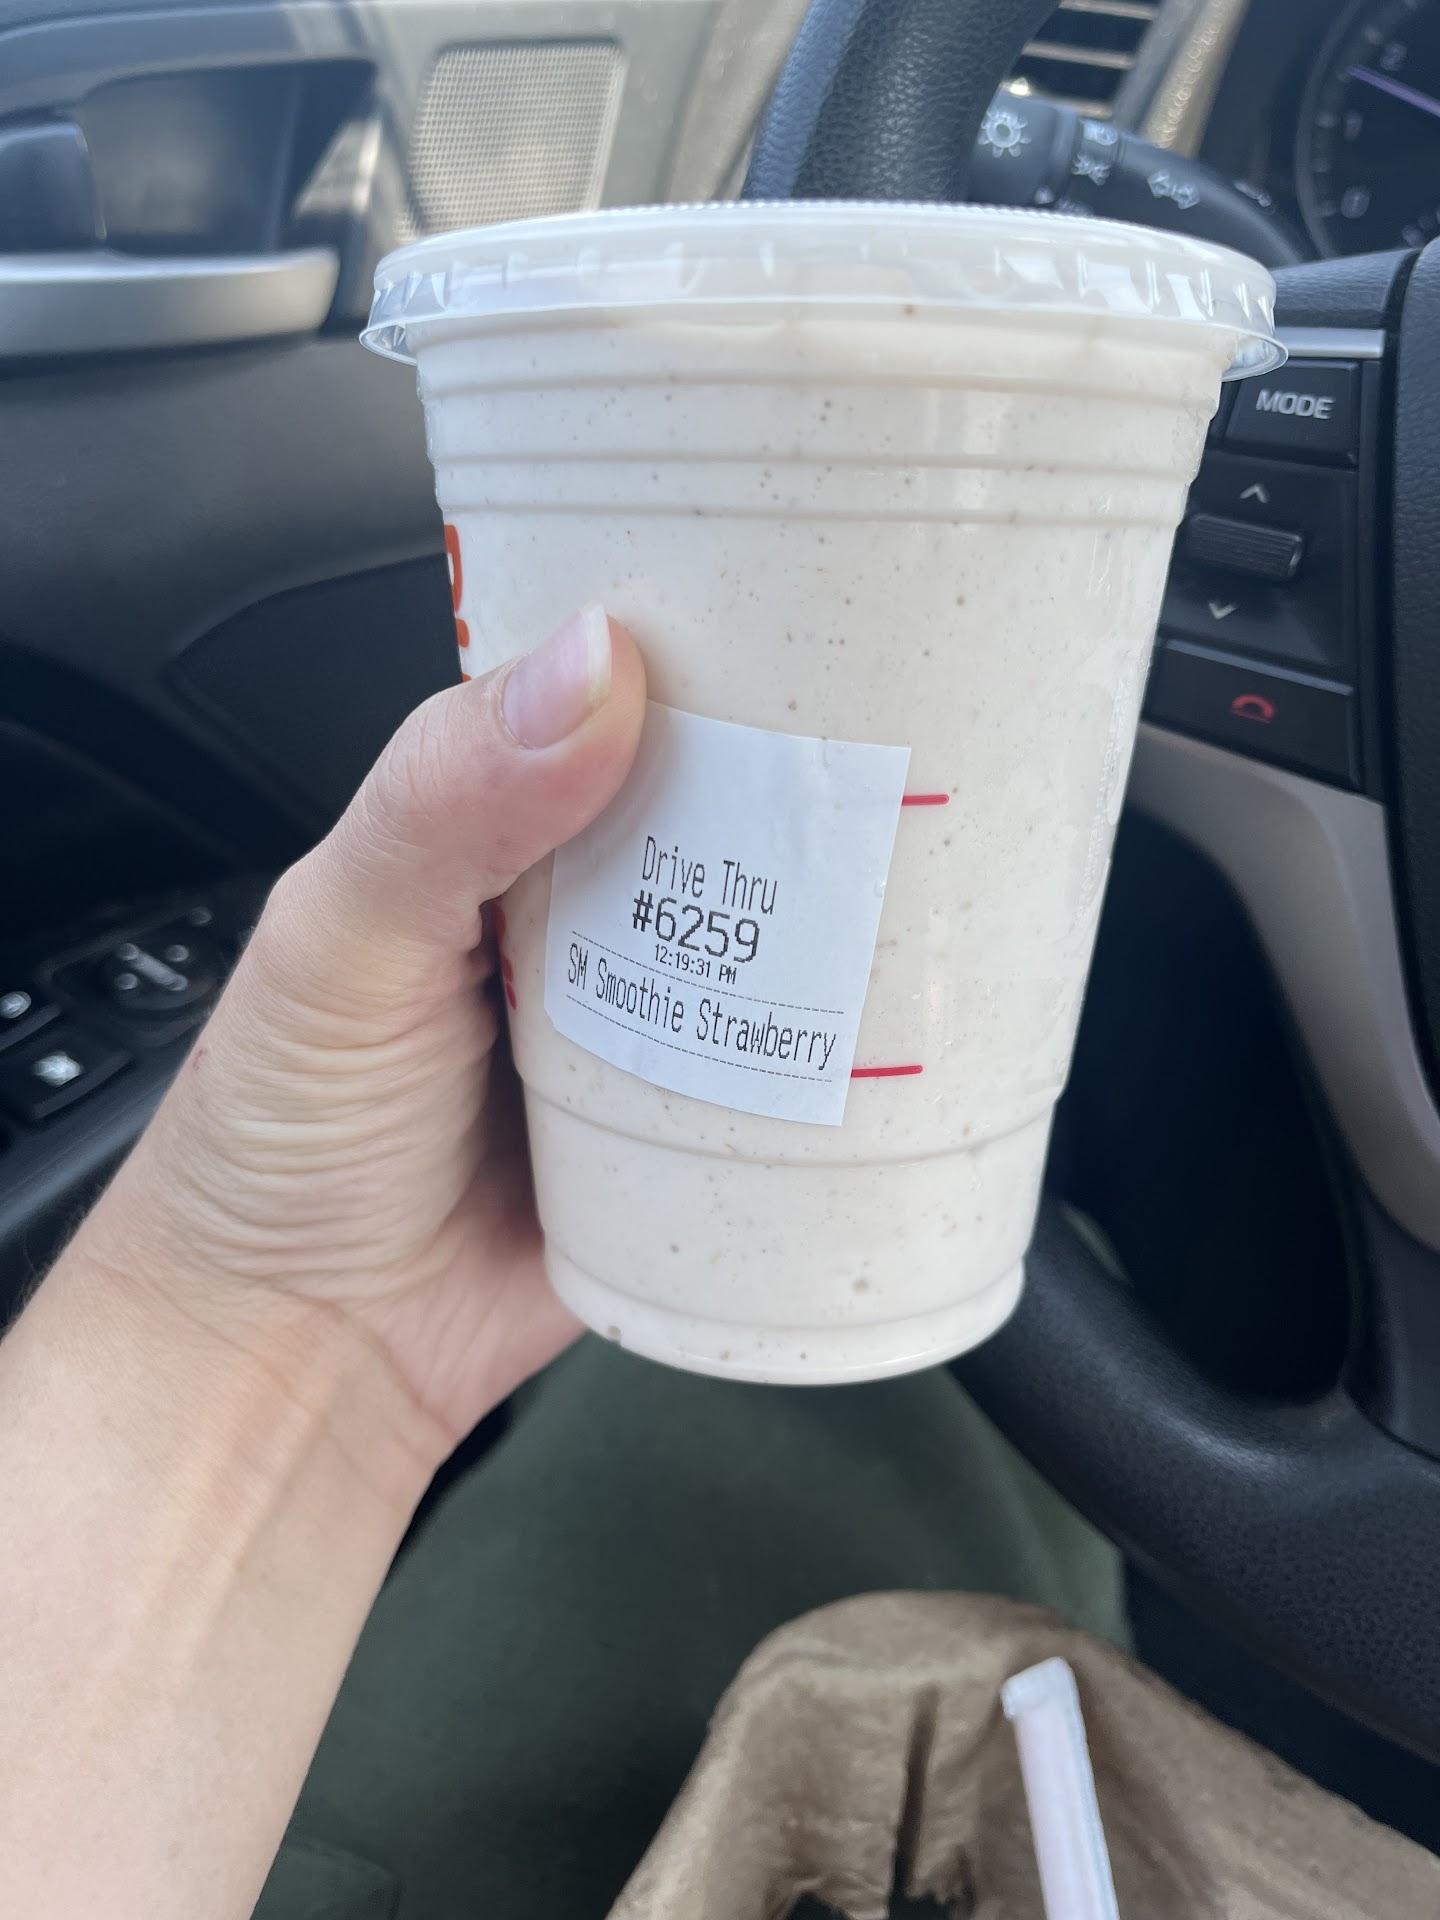 MODE
Drive Thru
#6259
12:19:31 PM
SM Smoothie Strawberry